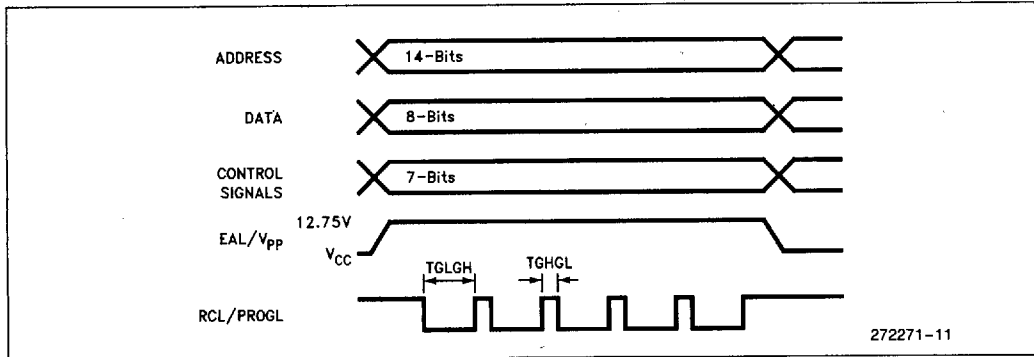 ADDRESS
14-Bits
DATA
8-Bits
CONTROL
SIGNALS
7-Bits
12.75V
EAL/VPP
VCC
TGLGH
TGHGL
RCL/PROGL
272271-11